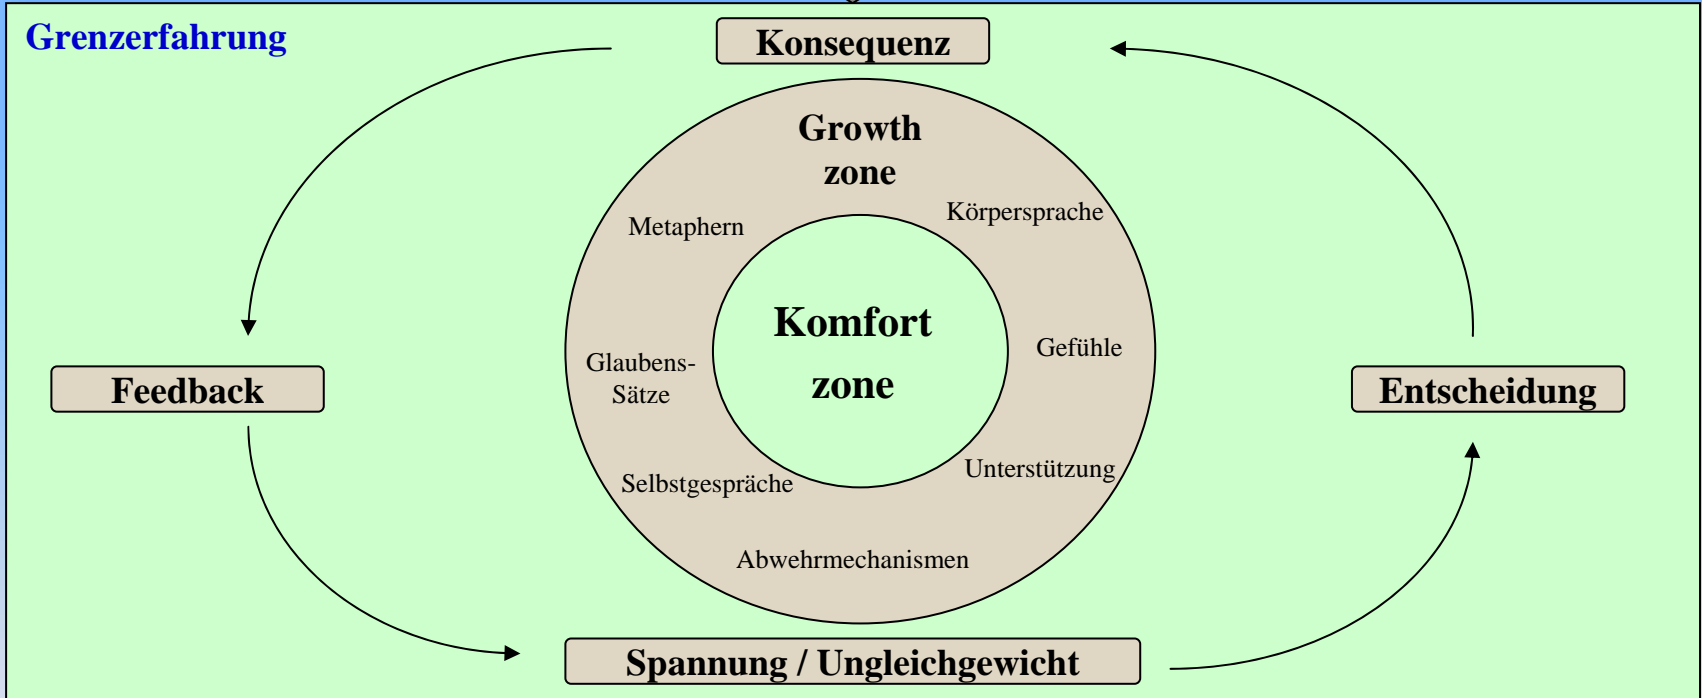 Grenzerfahrung
Konsequenz
Growth
zone
Körpersprache
Metaphern
Komfort
zone
Gefühle
Glaubens-
Sätze
Feedback
Entscheidung
Unterstützung
Selbstgespräche
Abwehrmechanismen
Spannung / Ungleichgewicht